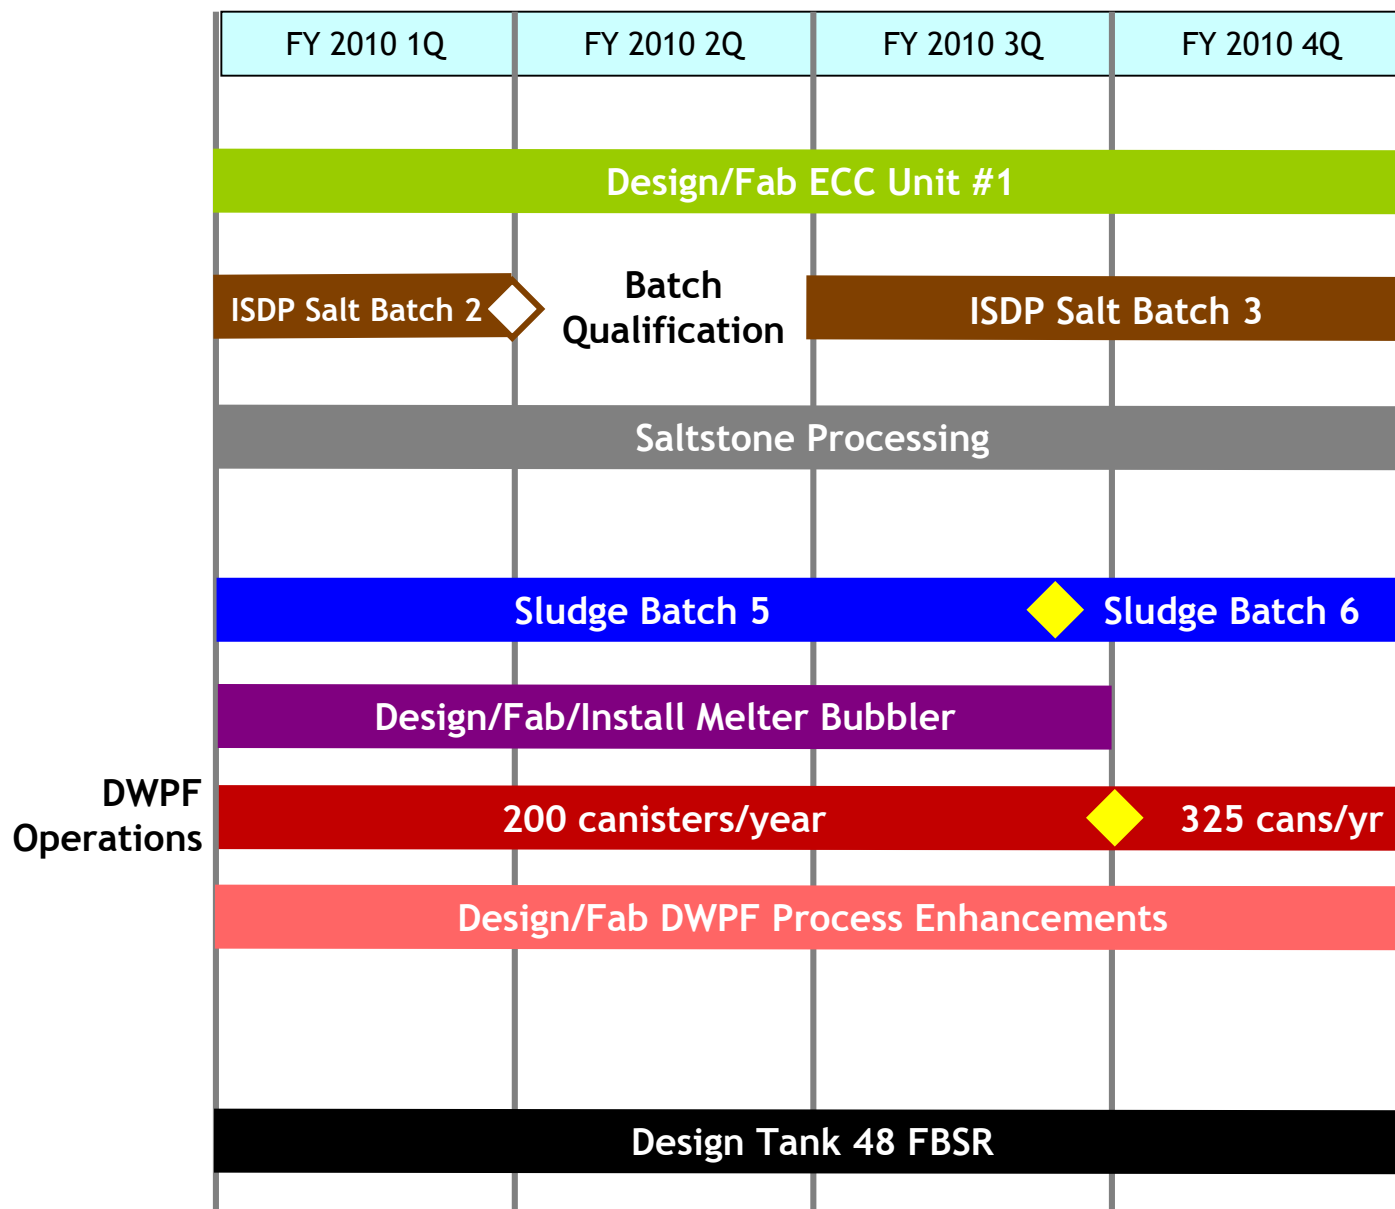 FY 2010 1Q
FY 2010 2Q
FY 2010 3Q
FY 2010 4Q
Design/Fab ECC Unit #1
ISDP Salt Batch 2
Batch
Qualification
ISDP Salt Batch 3
Saltstone Processing
Sludge Batch 5
Sludge Batch 6
Design/Fab/Install Melter Bubbler
DWPF
Operations
200 canisters/year
325 cans/yr
Design/Fab DWPF Process Enhancements
Design Tank 48 FBSR